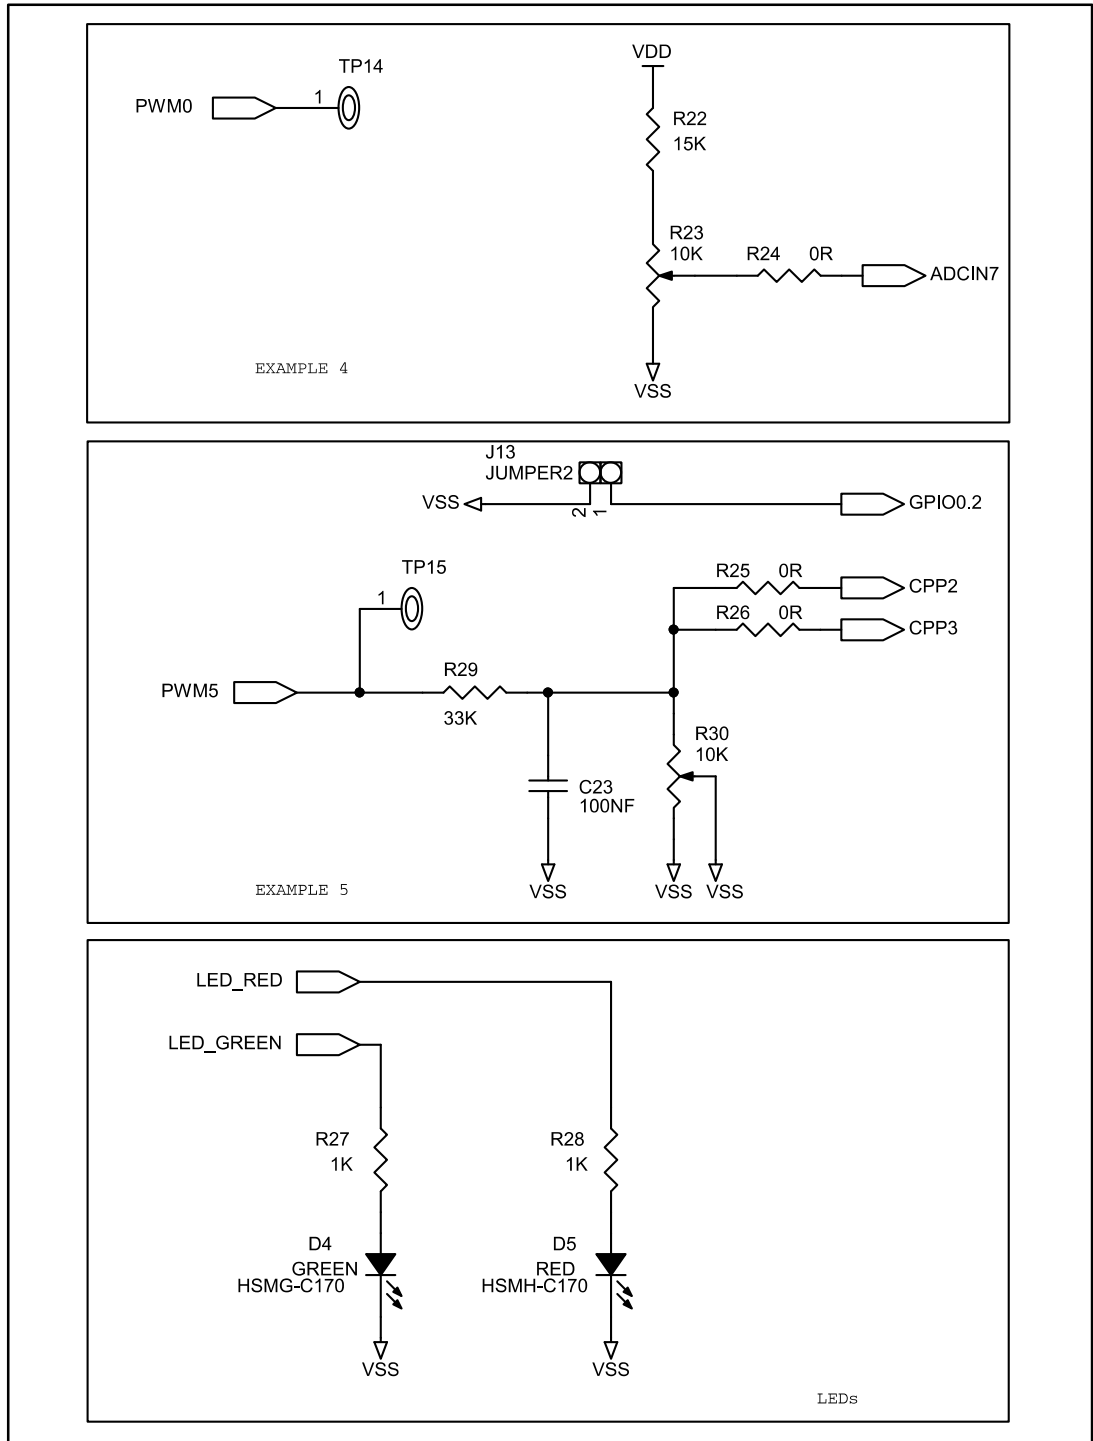 TP14
PWM0
1
VDD
R22
15K
R23
10K
R24 0R
ADCIN7
VSS
EXAMPLE 4
J13
JUMPER2
VSS
2
1
GPIO0.2
TP15
1
R25 0R
CPP2
R26 0R
CPP3
PWM5
R29
33K
R30
10K
C23
100NF
VSS
VSS
VSS
EXAMPLE 5
LED_RED
LED_GREEN
R27
1K
R28
1K
D4
GREEN
HSMG-C170
D5
RED
HSMH-C170
VSS
VSS
LEDs